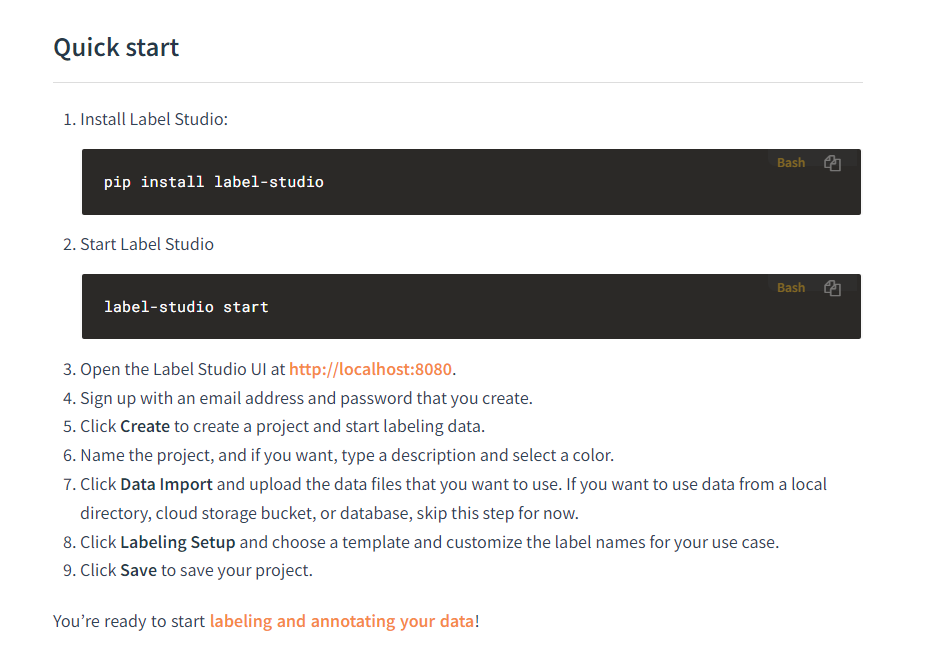 Quick start
1. Install Label Studio:
Bash
pip install label-studio
2. Start Label Studio
Bash
label-studio start
3. Open the Label Studio UI at http://localhost:8080.
4. Sign up with an email address and password that you create.
5. Click Create to create a project and start labeling data.
6. Name the project, and if you want, type a description and select a color.
7. Click Data Import and upload the data files that you want to use. If you want to use data from a local
directory, cloud storage bucket, or database, skip this step for now.
8. Click Labeling Setup and choose a template and customize the label names for your use case.
9. Click Save to save your project.
You’re ready to start labeling and annotating your data!